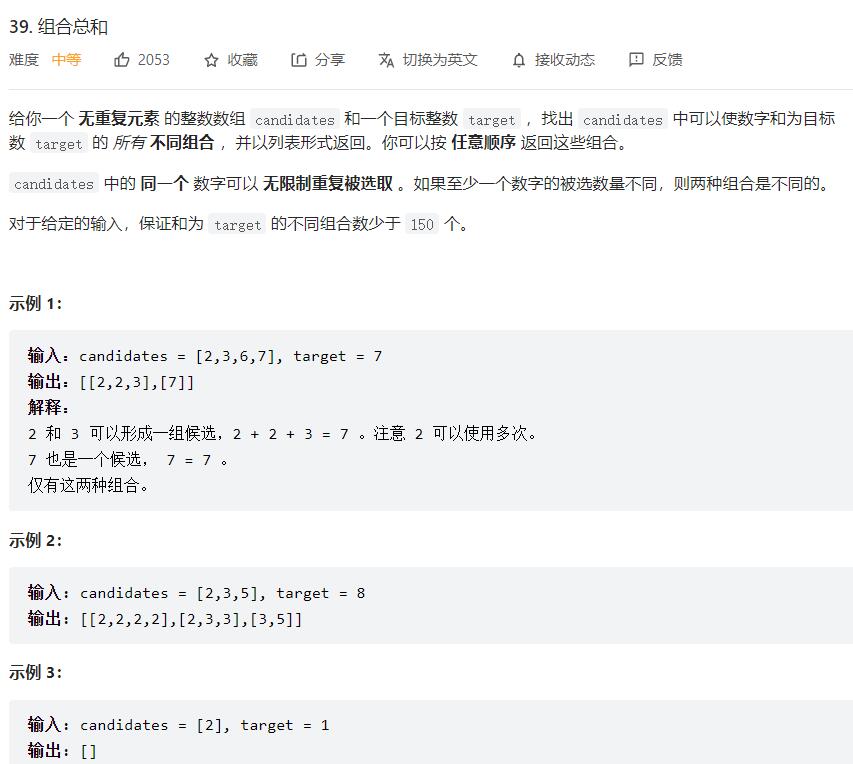 39. 组合总和
难度 中等 2053 收藏 分享 切换为英文 接收动态 反馈
给你一个 无重复元素 的整数数组 candidates 和一个目标整数 target ，找出 candidates 中可以使数字和为目标
数 target 的 所有 不同组合 ，并以列表形式返回。你可以按 任意顺序 返回这些组合。
candidates 中的 同一个 数字可以 无限制重复被选取 。如果至少一个数字的被选数量不同，则两种组合是不同的。
对于给定的输入，保证和为 target 的不同组合数少于 150 个。
示例 1：
输入：candidates = [2,3,6,7], target = 7
输出：[[2,2,3],[7]]
解释：
2 和 3 可以形成一组候选，2 + 2 + 3 = 7 。注意 2 可以使用多次。
7 也是一个候选， 7 = 7 。
仅有这两种组合。
示例 2：
输入：candidates = [2,3,5], target = 8
输出：[[2,2,2,2],[2,3,3],[3,5]]
示例 3：
输入：candidates = [2], target = 1
输出：[]